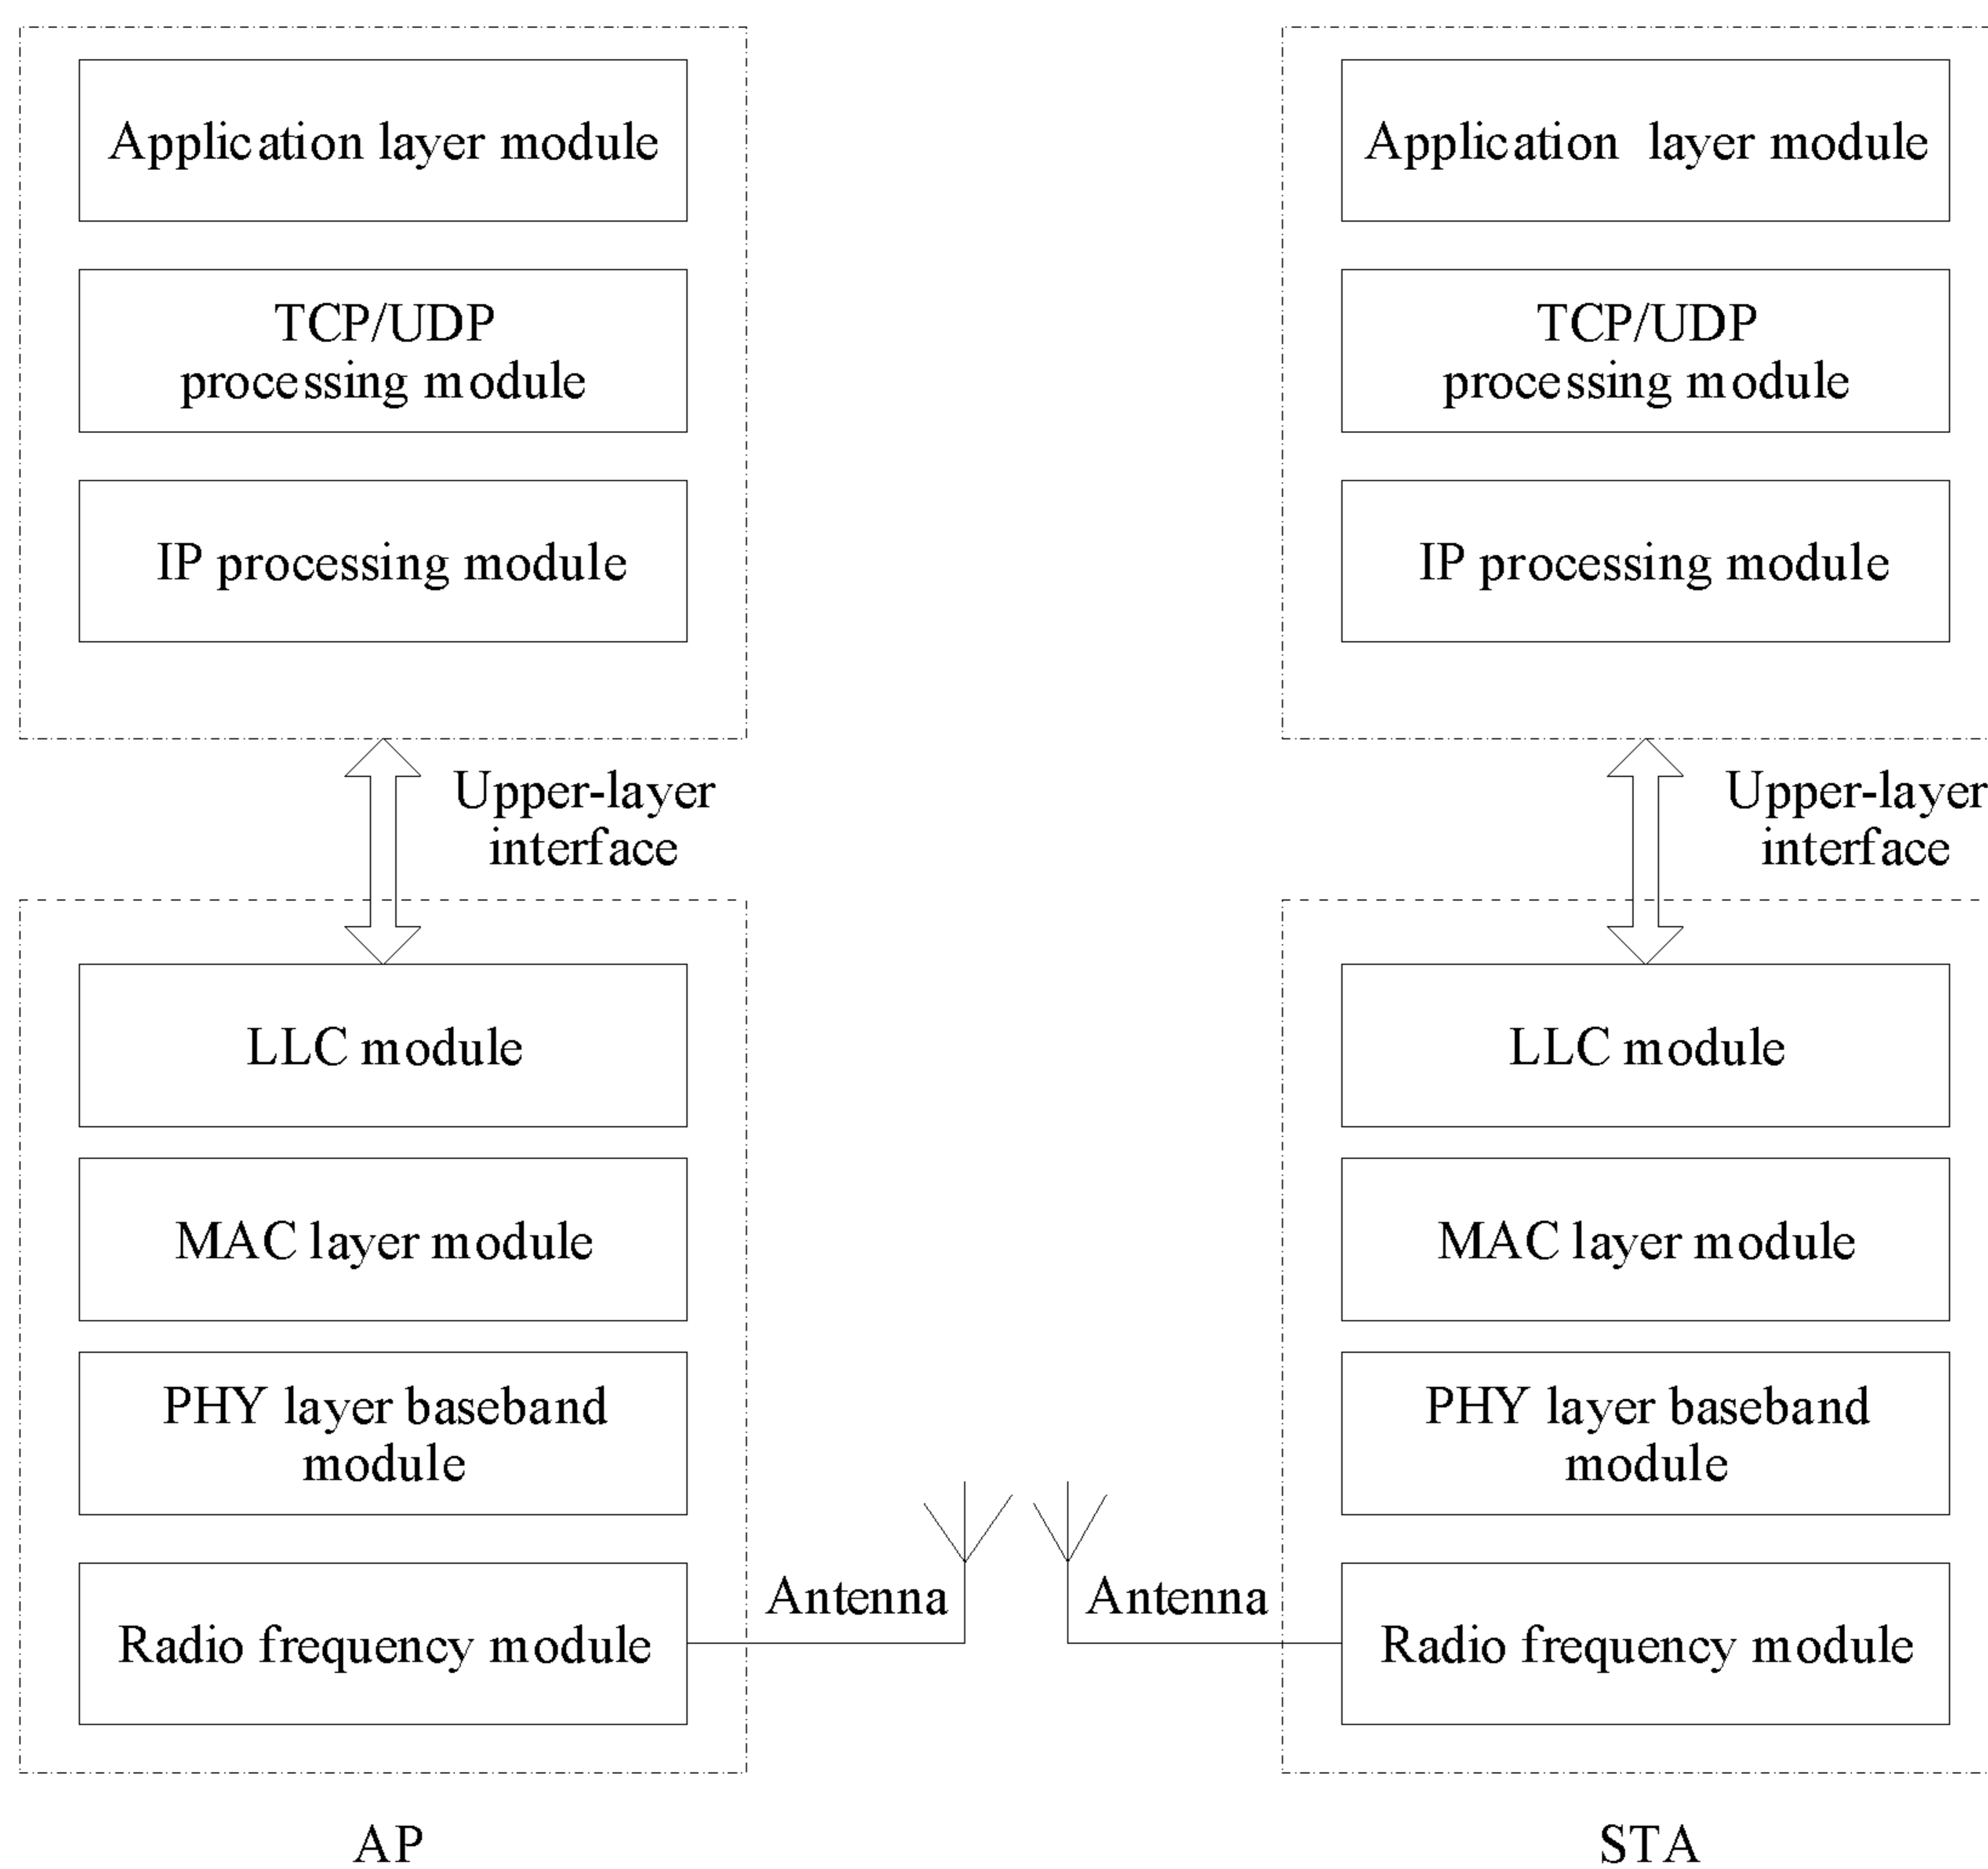 Application layer module
TCP/UDP
processing module
IP processing module
Upper-layer
interface
LLC module
MAC layer module
PHY layer baseband
module
Radio frequency module
Antenna
AP
Application layer module
TCP/UDP
processing module
IP processing module
Upper-layer
interface
LLC module
MAC layer module
PHY layer baseband
module
Antenna
Radio frequency module
STA